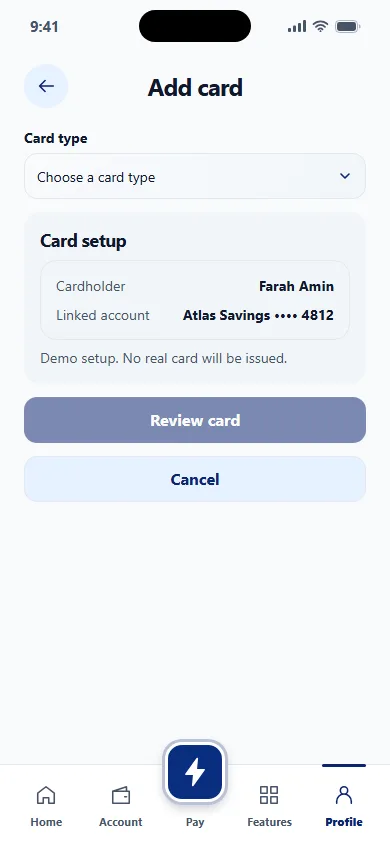 9:41
Add card
Card type
Choose a card type
Card setup
Cardholder Farah Amin
Linked account Atlas Savings •••• 4812
Demo setup. No real card will be issued.
Review card
Cancel
Home Account Pay Features Profile